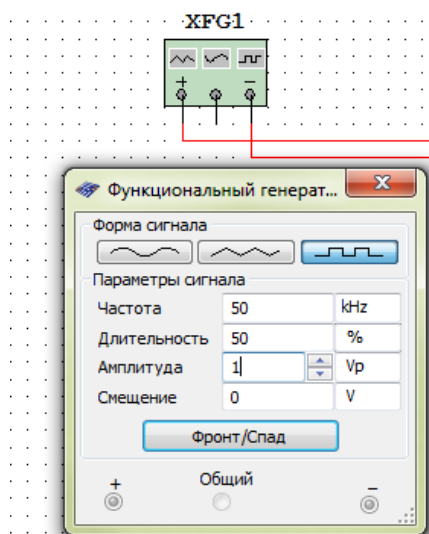 XFG1
+ −
Функциональный генерат...
Форма сигнала
Параметры сигнала
Частота 50 kHz
Длительность 50 %
Амплитуда 1 Vp
Смещение 0 V
Фронт/Спад
+ Общий −